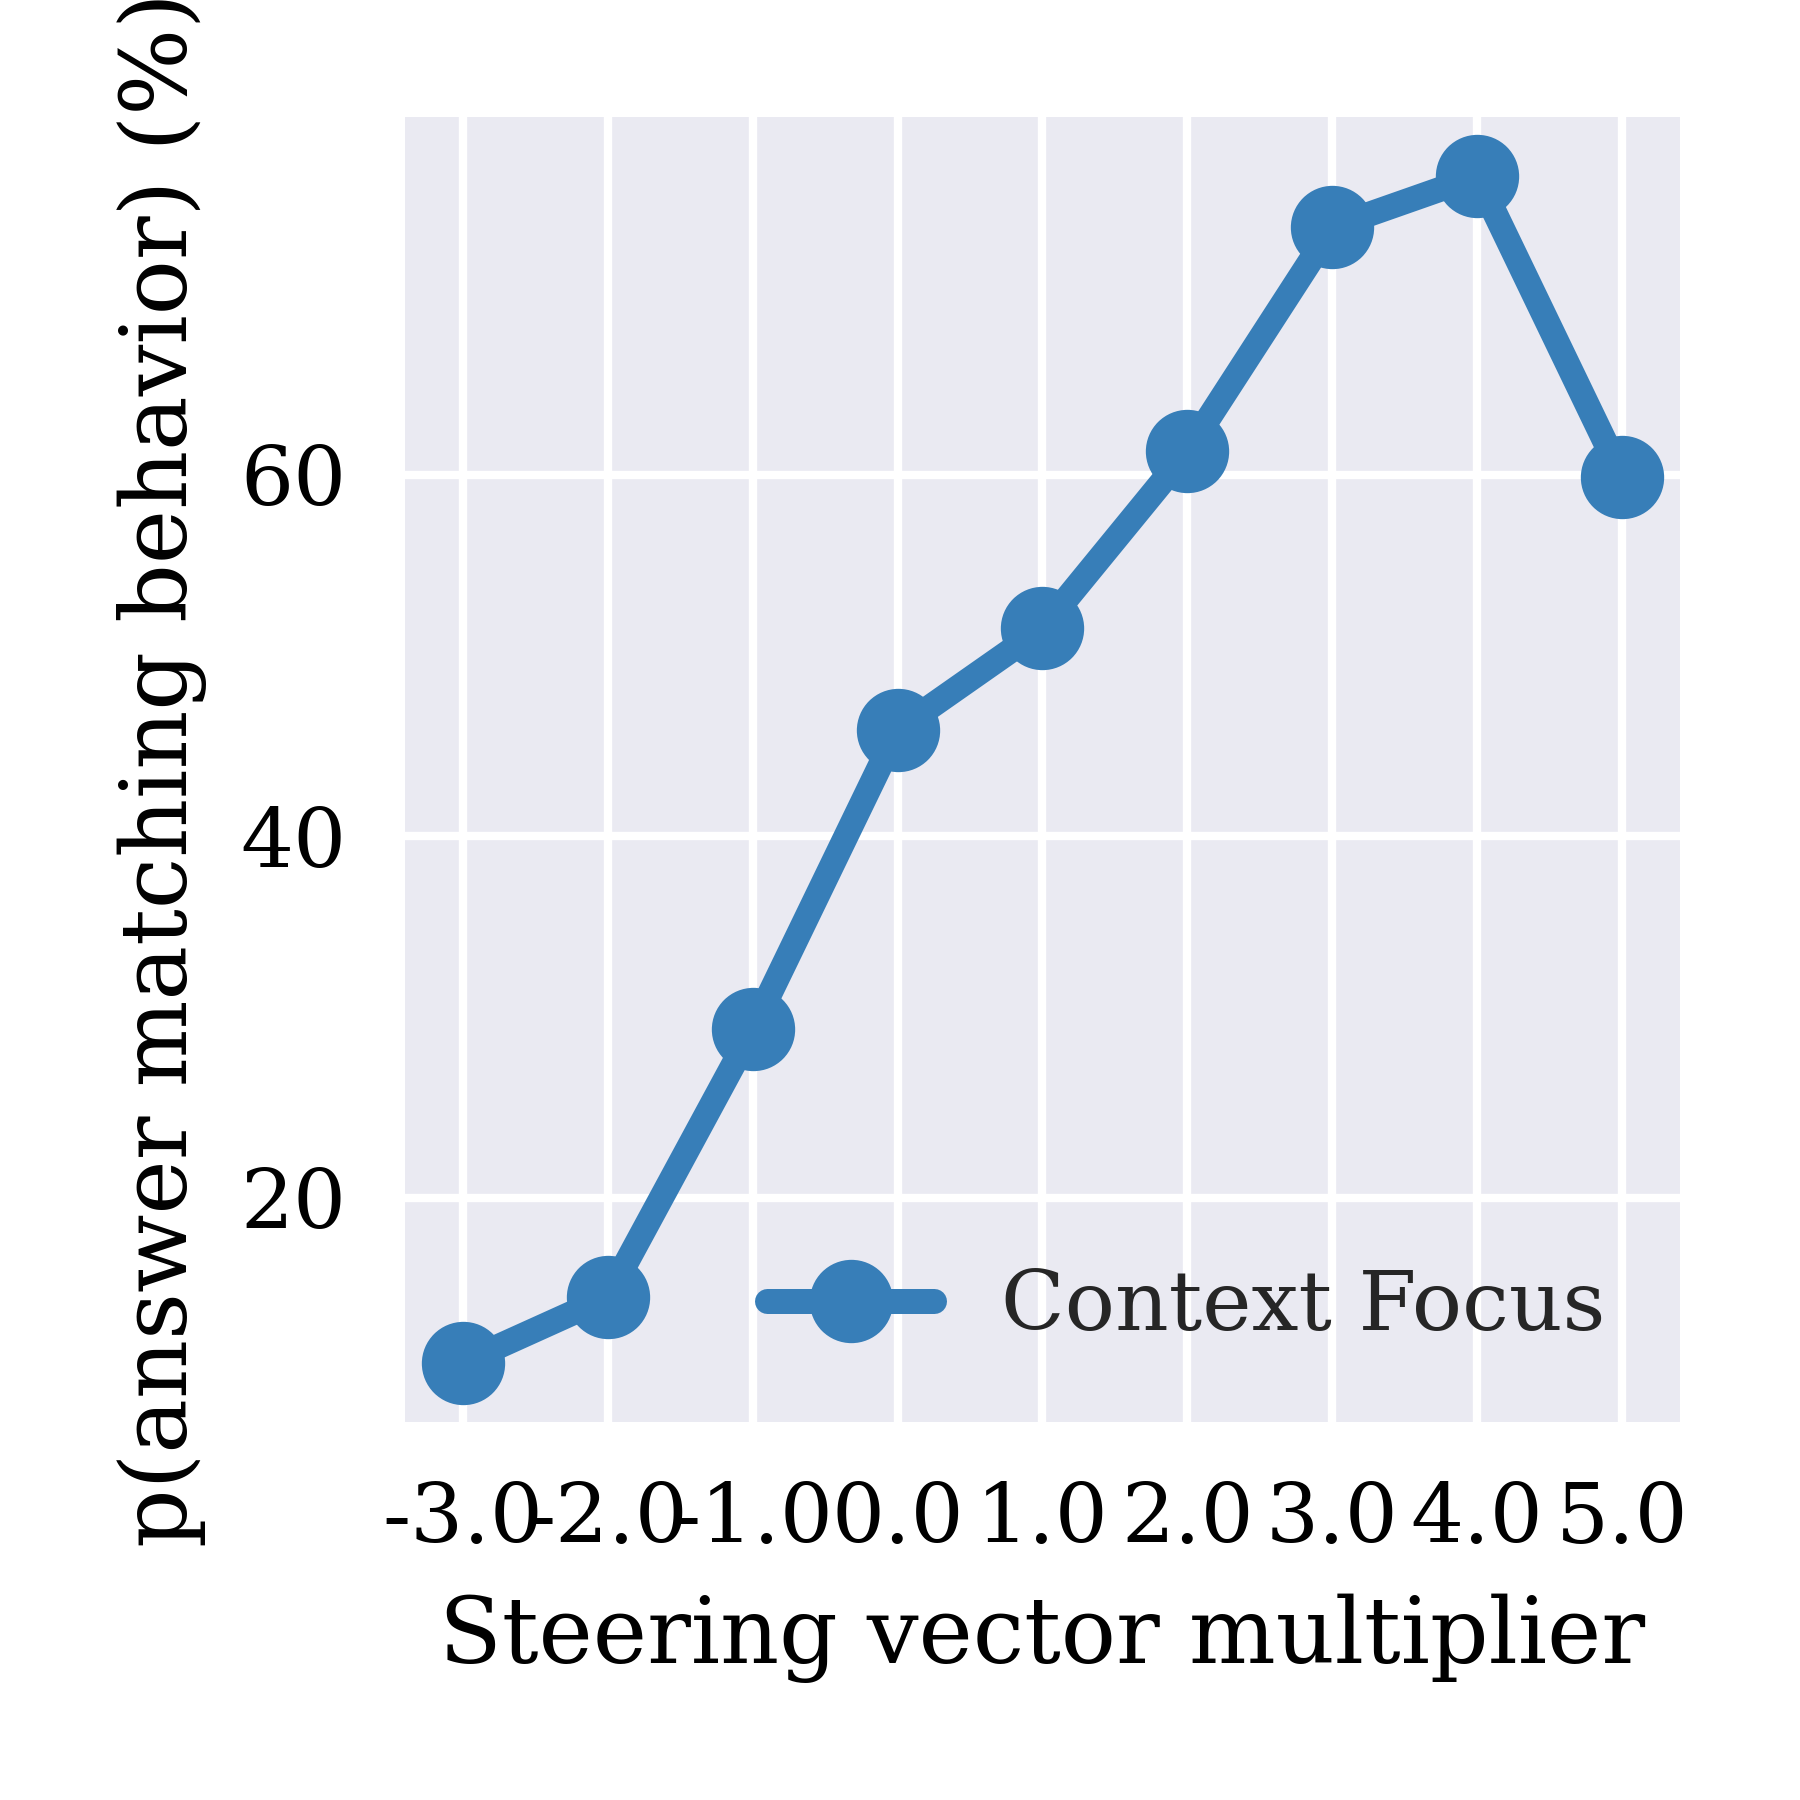 p(answer matching behavior) (%)
60
40
20
Context Focus
-3.0 -2.0 -1.0 0.0 1.0 2.0 3.0 4.0 5.0
Steering vector multiplier